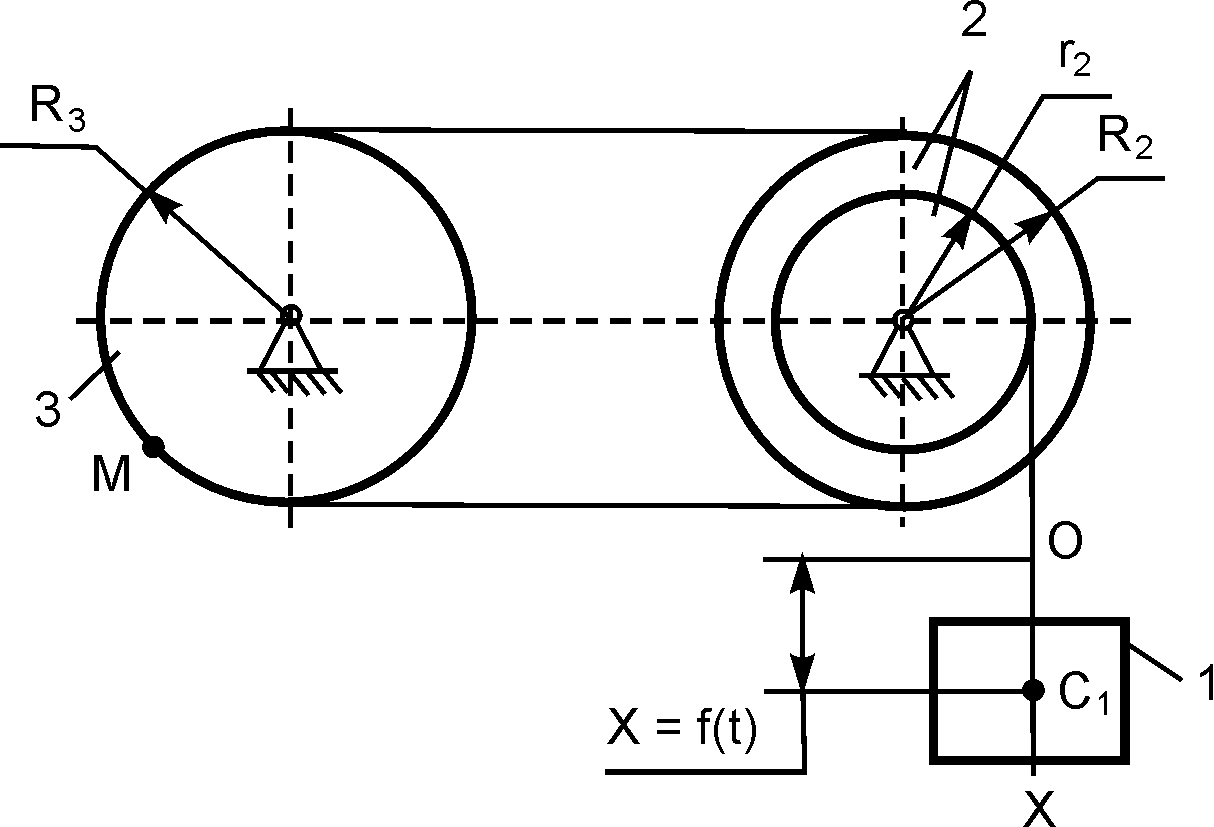 2
r₂
R₃
R₂
3
M
O
C₁
1
X = f(t)
X